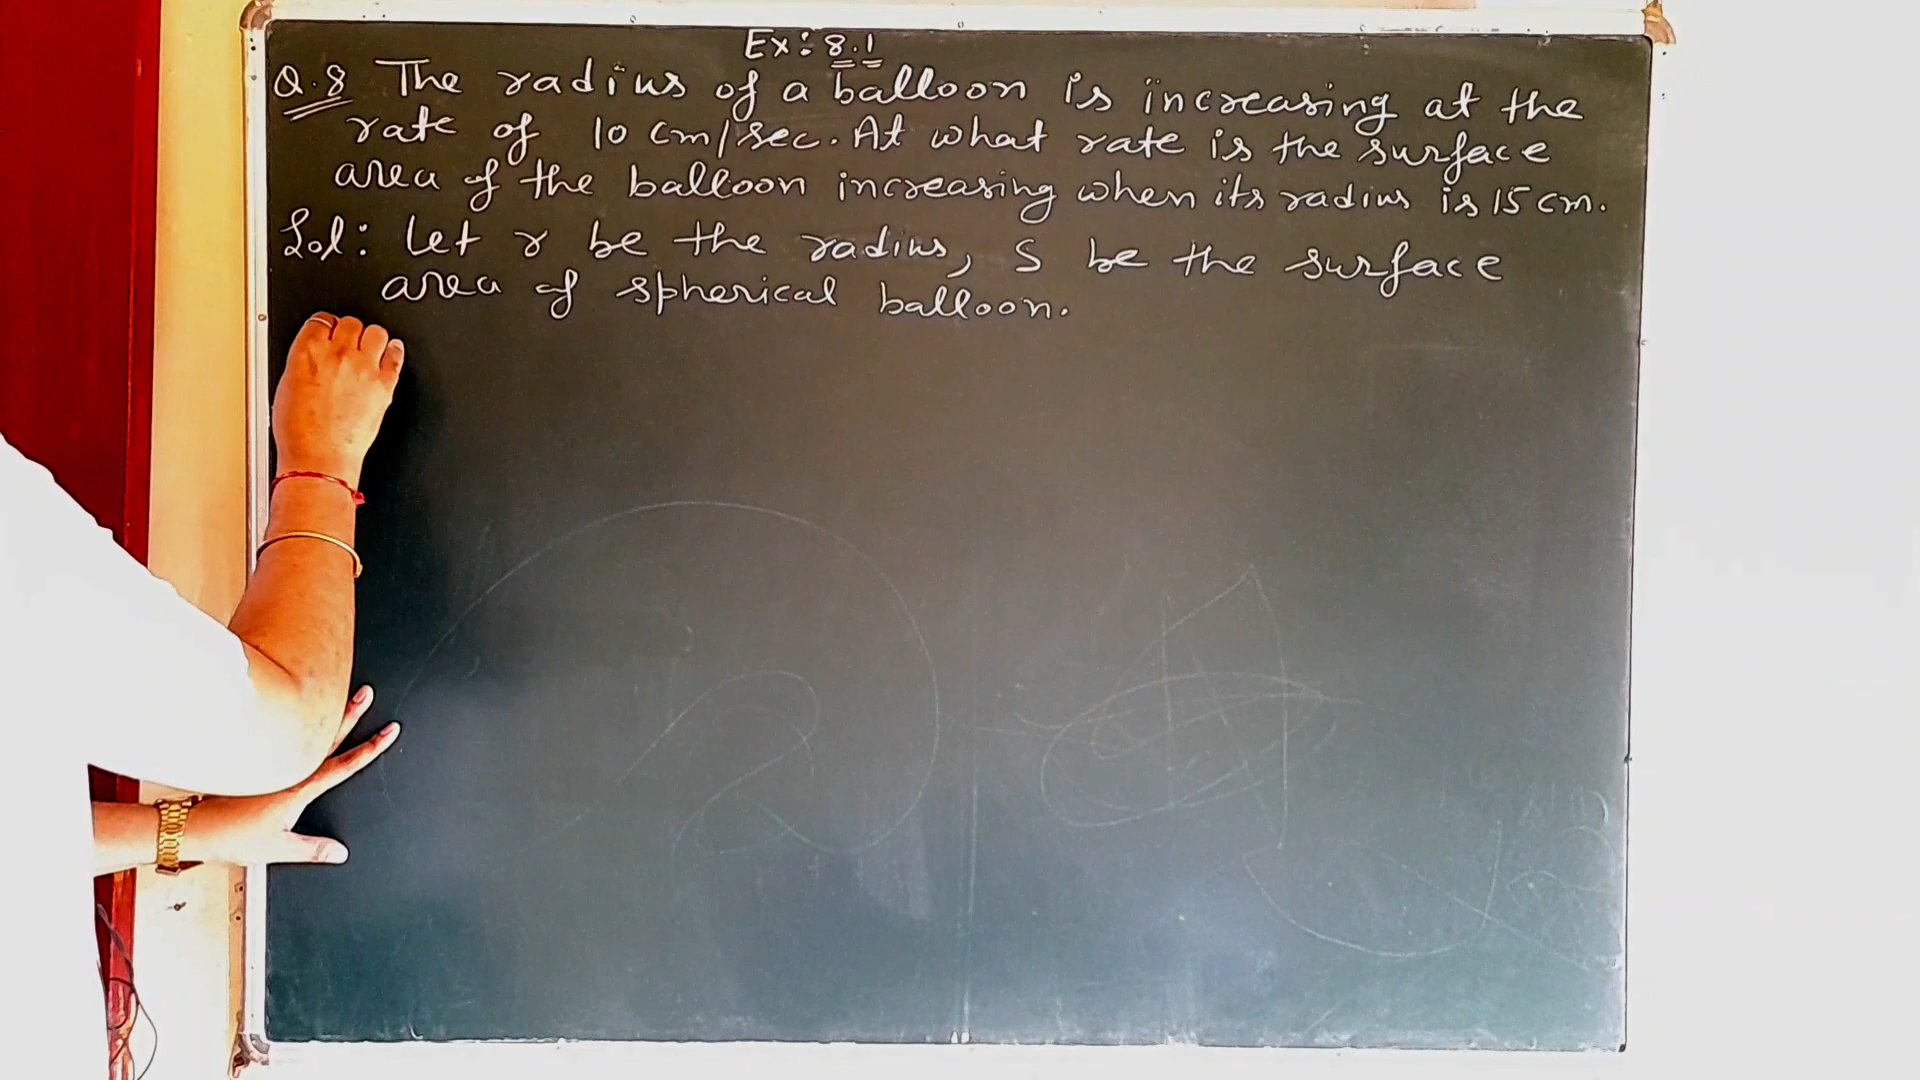 Ex: 8.1
Q.8 The radius of a balloon is increasing at the
rate of 10 cm/sec. At what rate is the surface
area of the balloon increasing when its radius is 15 cm.
Sol: Let r be the radius, S be the surface
area of spherical balloon.